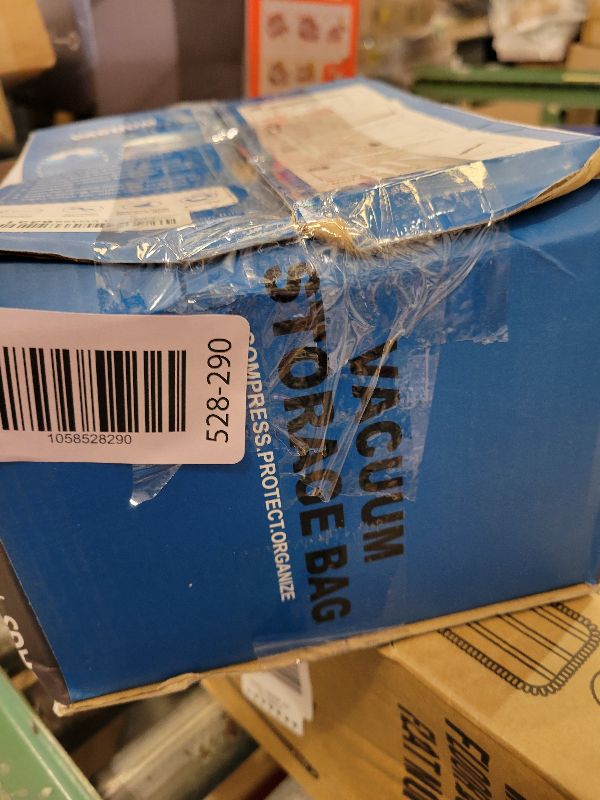 VACUUM
STORAGE BAG
COMPRESS.PROTECT.ORGANIZE
1058528290
528-290